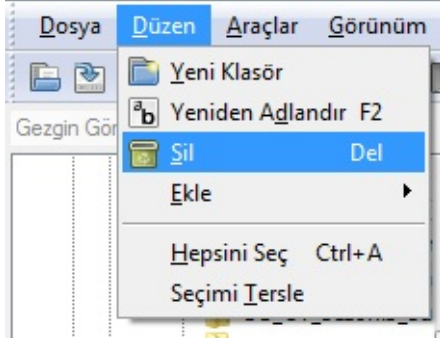 Dosya Düzen Araçlar Görünüm
Yeni Klasör
Yeniden Adlandır F2
Gezgin Gör
Sil Del
Ekle
Hepsini Seç Ctrl+A
Seçimi Tersle